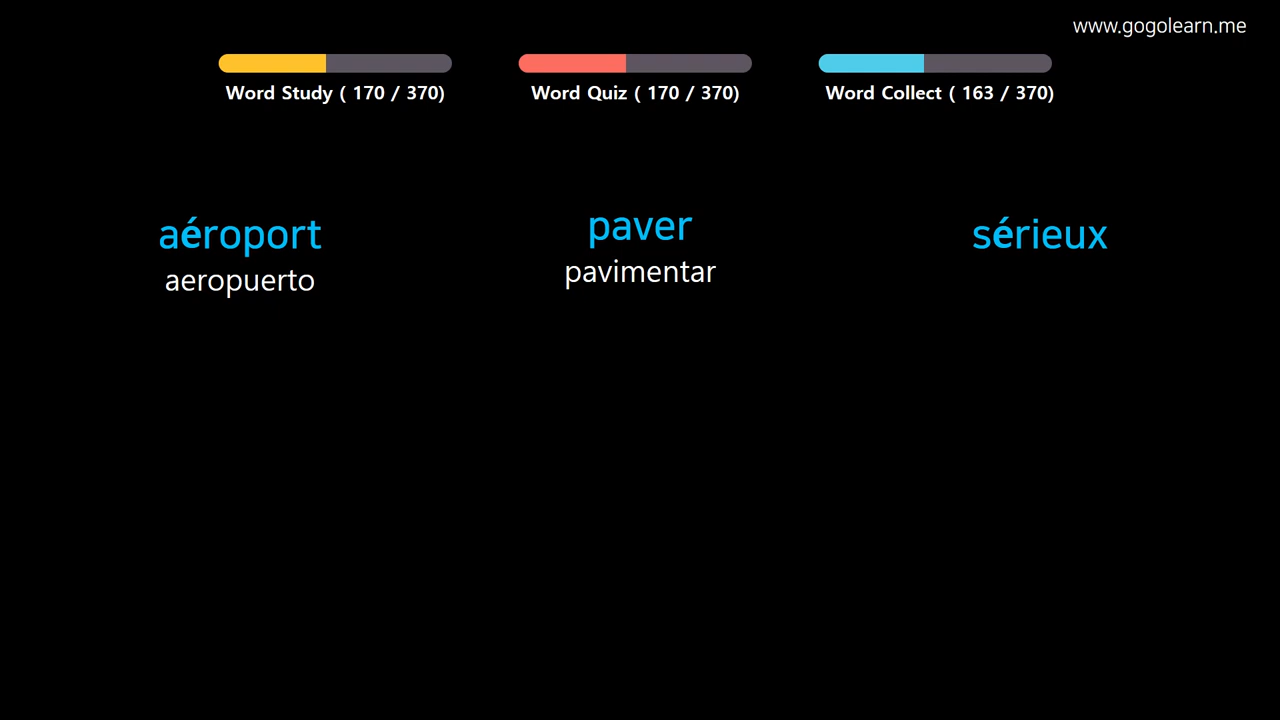 www.gogolearn.me
Word Study ( 170 / 370)
Word Quiz ( 170 / 370)
Word Collect ( 163 / 370)
aéroport
aeropuerto
paver
pavimentar
sérieux